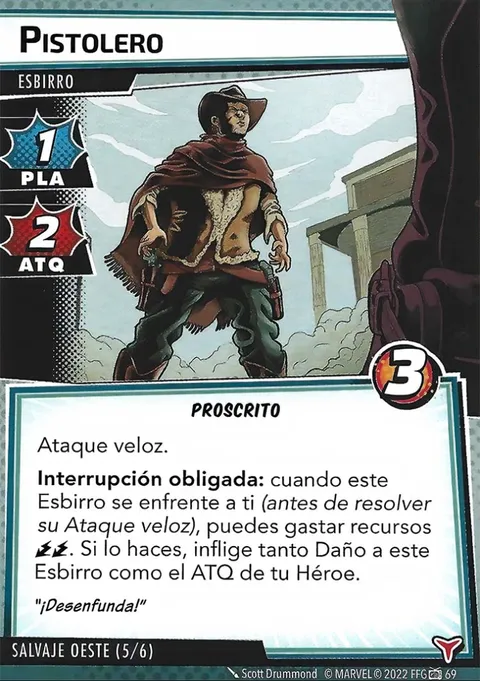 PISTOLERO
ESBIRRO
1
PLA
2
ATQ
3
PROSCRITO
Ataque veloz.
Interrupción obligada: cuando este
Esbirro se enfrente a ti (antes de resolver
su Ataque veloz), puedes gastar recursos
. Si lo haces, inflige tanto Daño a este
Esbirro como el ATQ de tu Héroe.
"¡Desenfunda!"
SALVAJE OESTE (5/6)
Scott Drummond © MARVEL © 2022 FFG 69